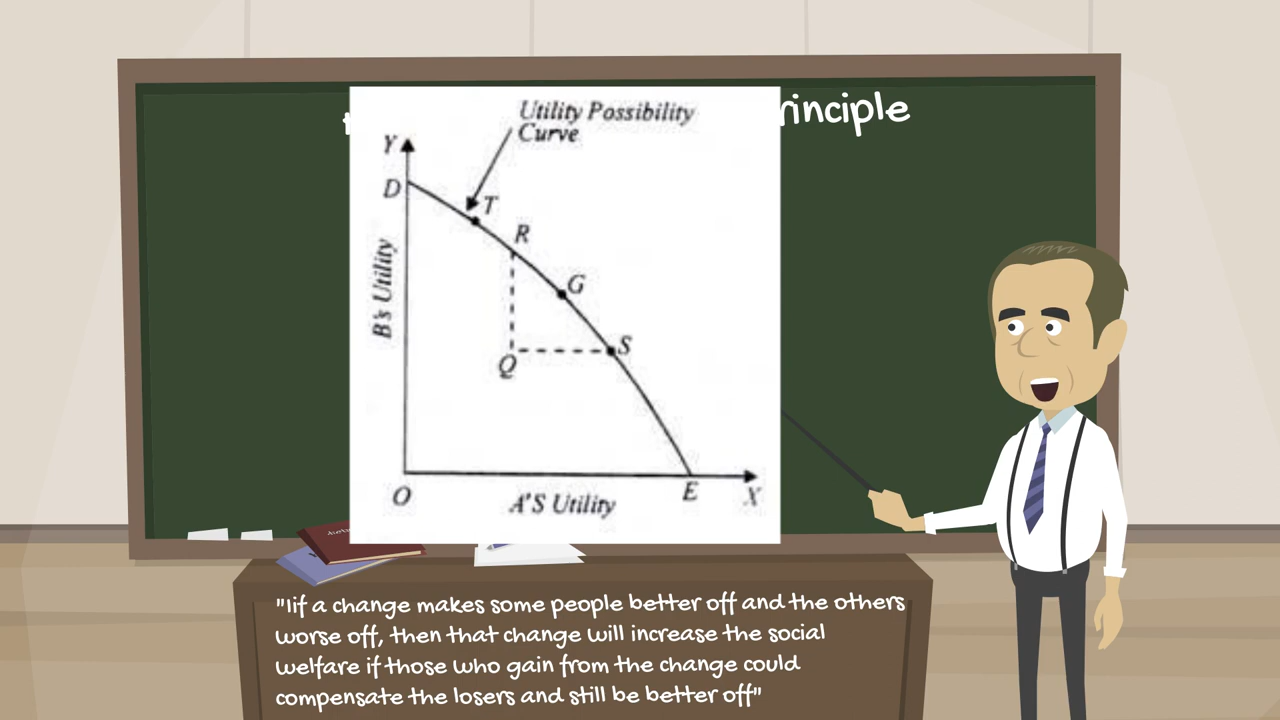 rinciple
Utility Possibility
Curve
Y
D
T
R
G
S
Q
B's Utility
O
A'S Utility
E
X
"Iif a change makes some people better off and the others
worse off, then that change will increase the social
welfare if those who gain from the change could
compensate the losers and still be better off"